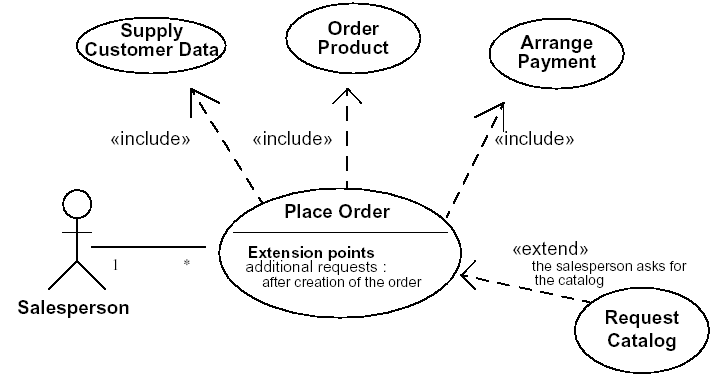 Supply
Customer Data
Order
Product
Arrange
Payment
«include»
«include»
«include»
Place Order
Extension points
additional requests :
after creation of the order
1
*
Salesperson
«extend»
the salesperson asks for
the catalog
Request
Catalog